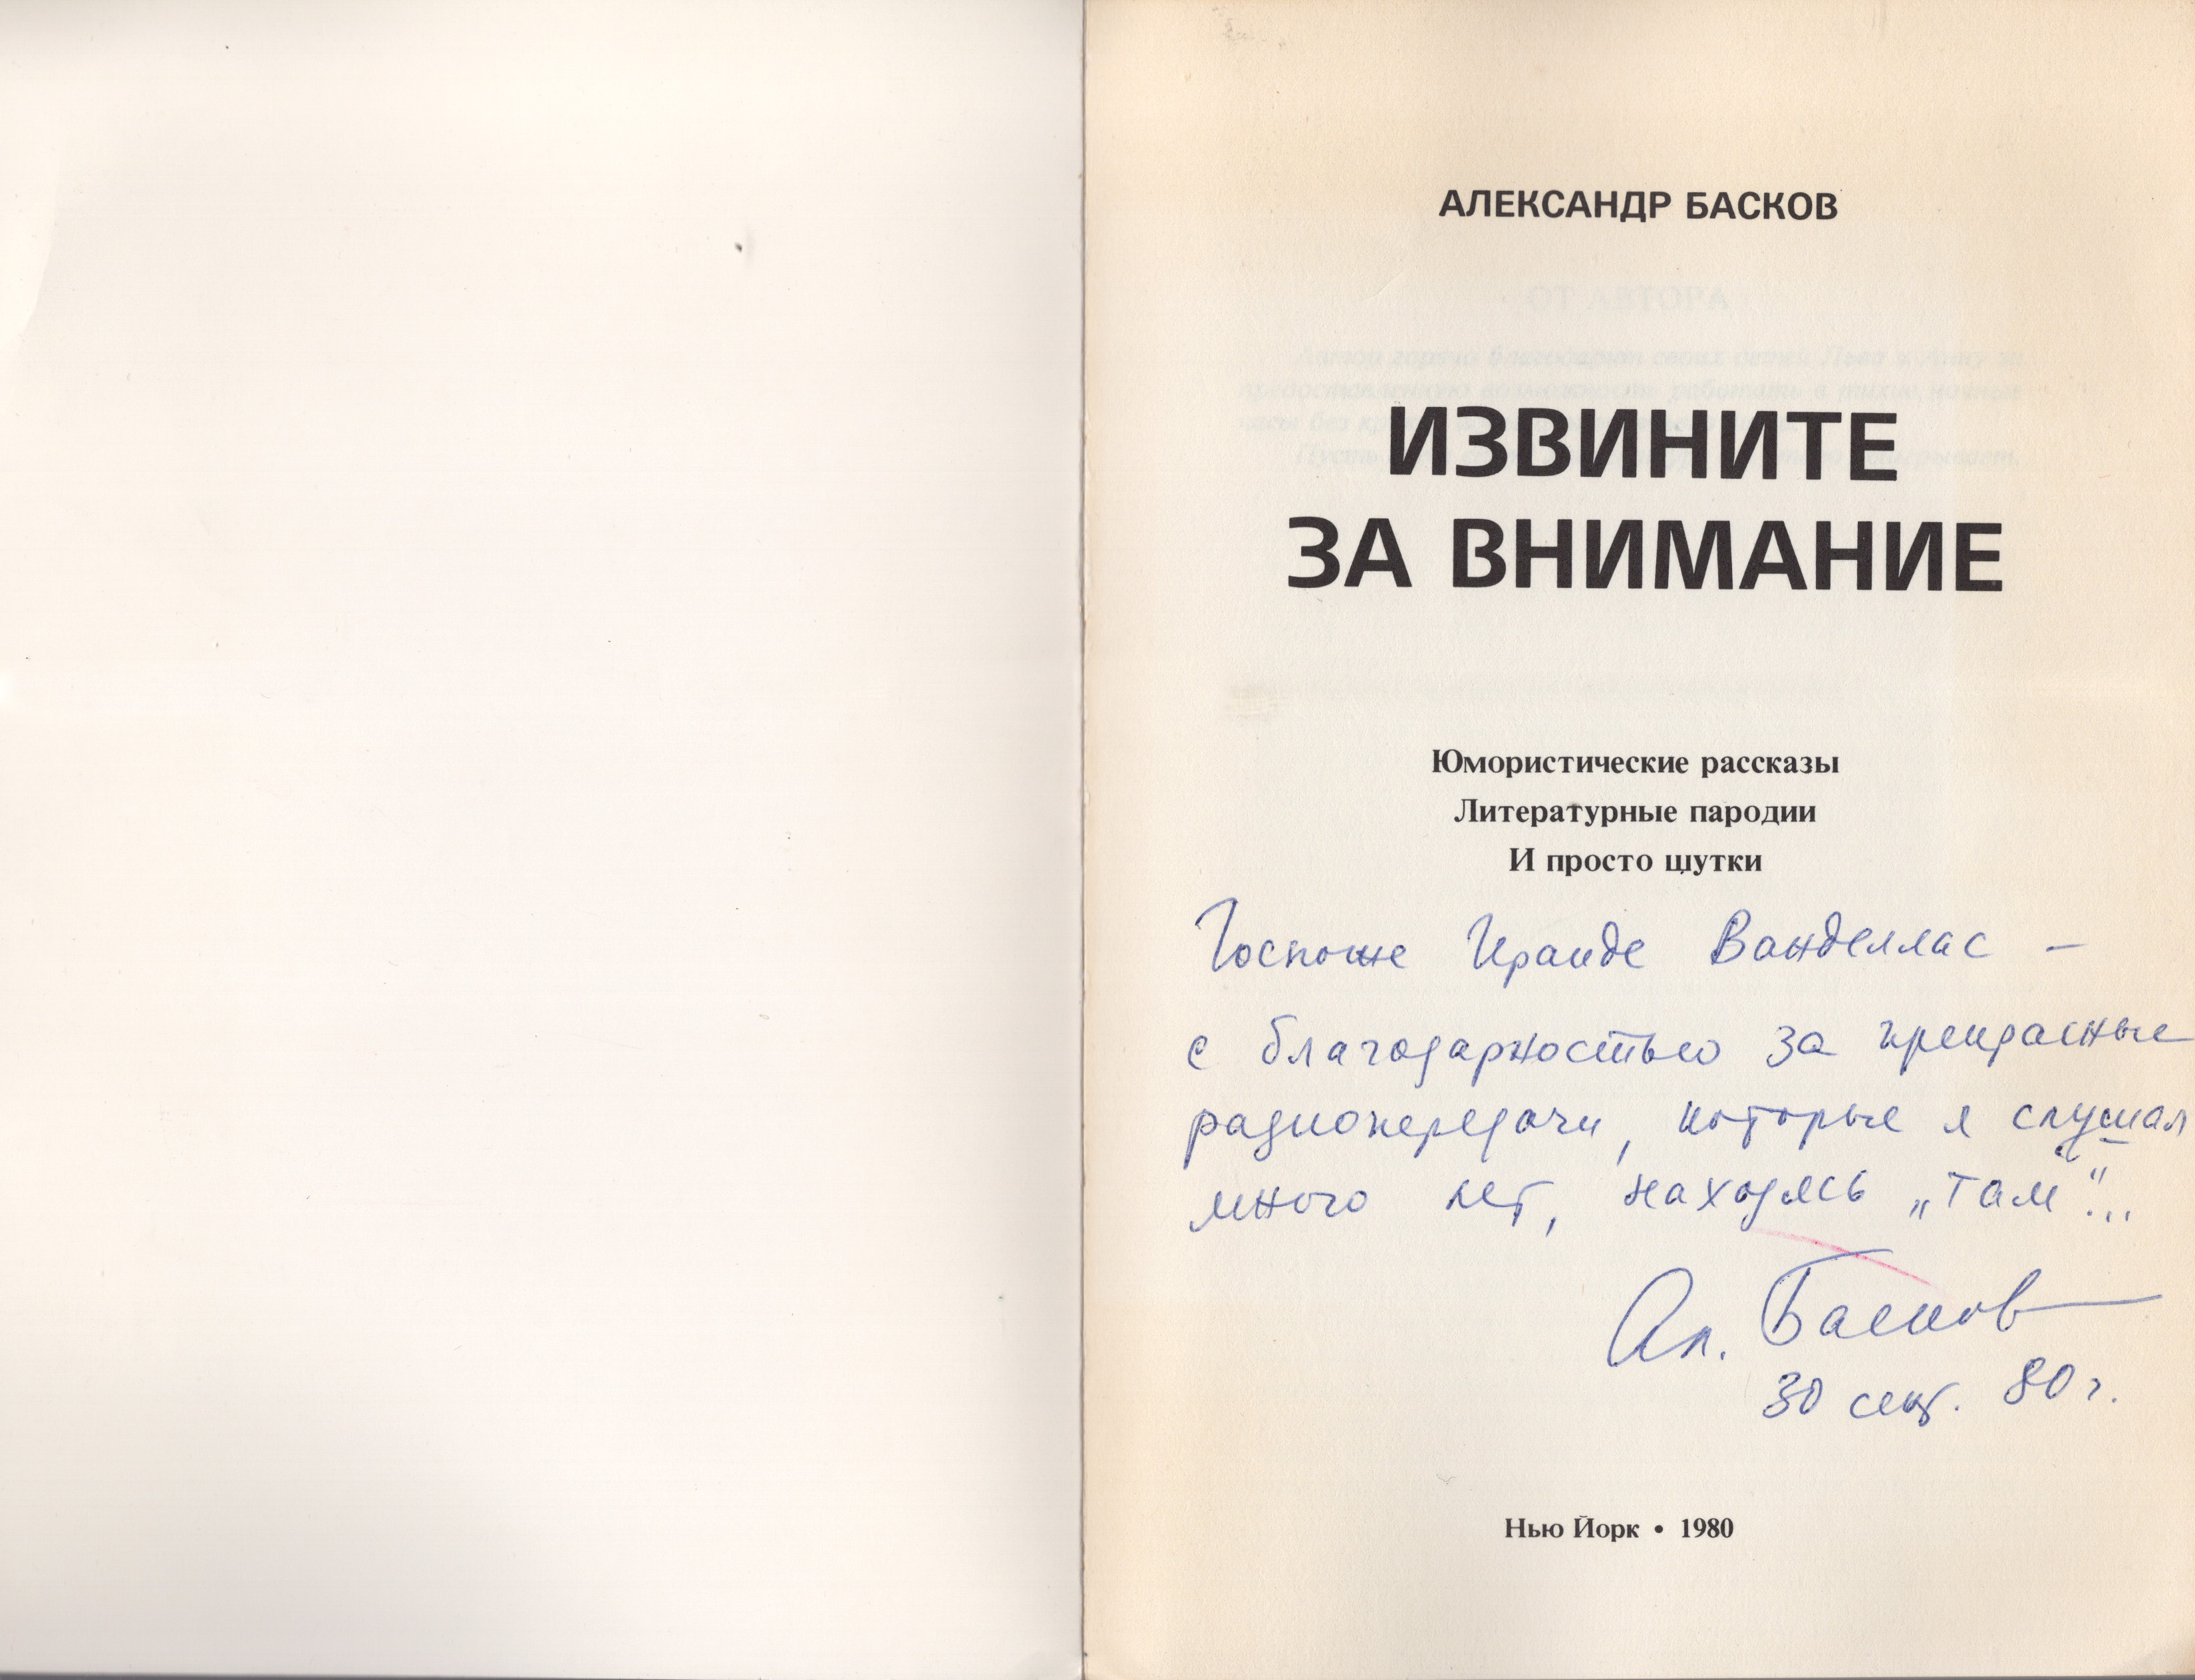 АЛЕКСАНДР БАСКОВ
ИЗВИНИТЕ
ЗА ВНИМАНИЕ
Юмористические рассказы
Литературные пародии
И просто шутки
Госпоже Ираиде Ванделлас –
с благодарностью за прекрасные
радиопередачи, которые я слушал
много лет, находясь „там“...
Ал. Басков
30 сент. 80 г.
Нью Йорк • 1980